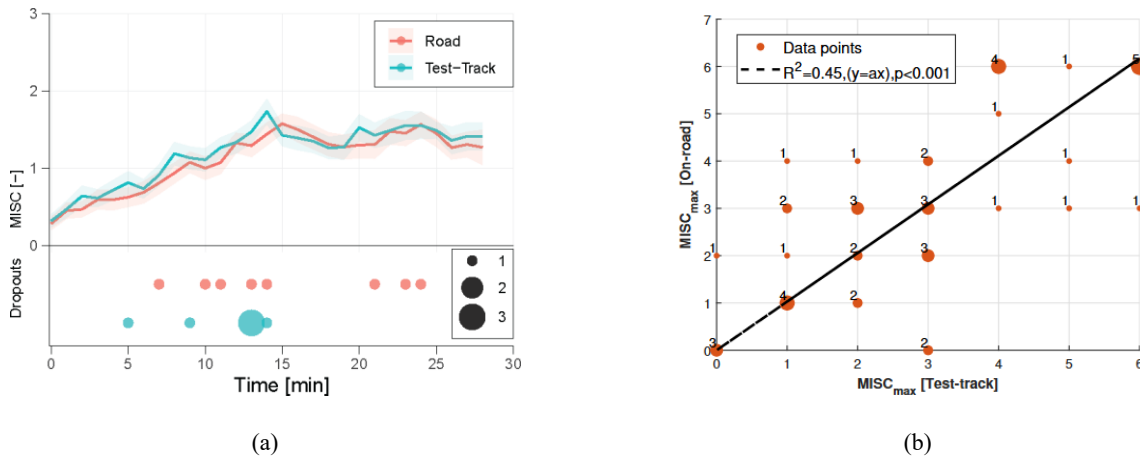 3
2
1
0
MISC [-]
Road
Test-Track
Dropouts
1
2
3
0 5 10 15 20 25 30
Time [min]
(a)
7
6
5
4
3
2
1
0
MISCmax [On-road]
Data points
R²=0.45,(y=ax),p<0.001
4 1 5
1
1 1 2 1
2 3 3 1 1 1
1 1 2 3
4 2
3 2
0 1 2 3 4 5 6
MISCmax [Test-track]
(b)